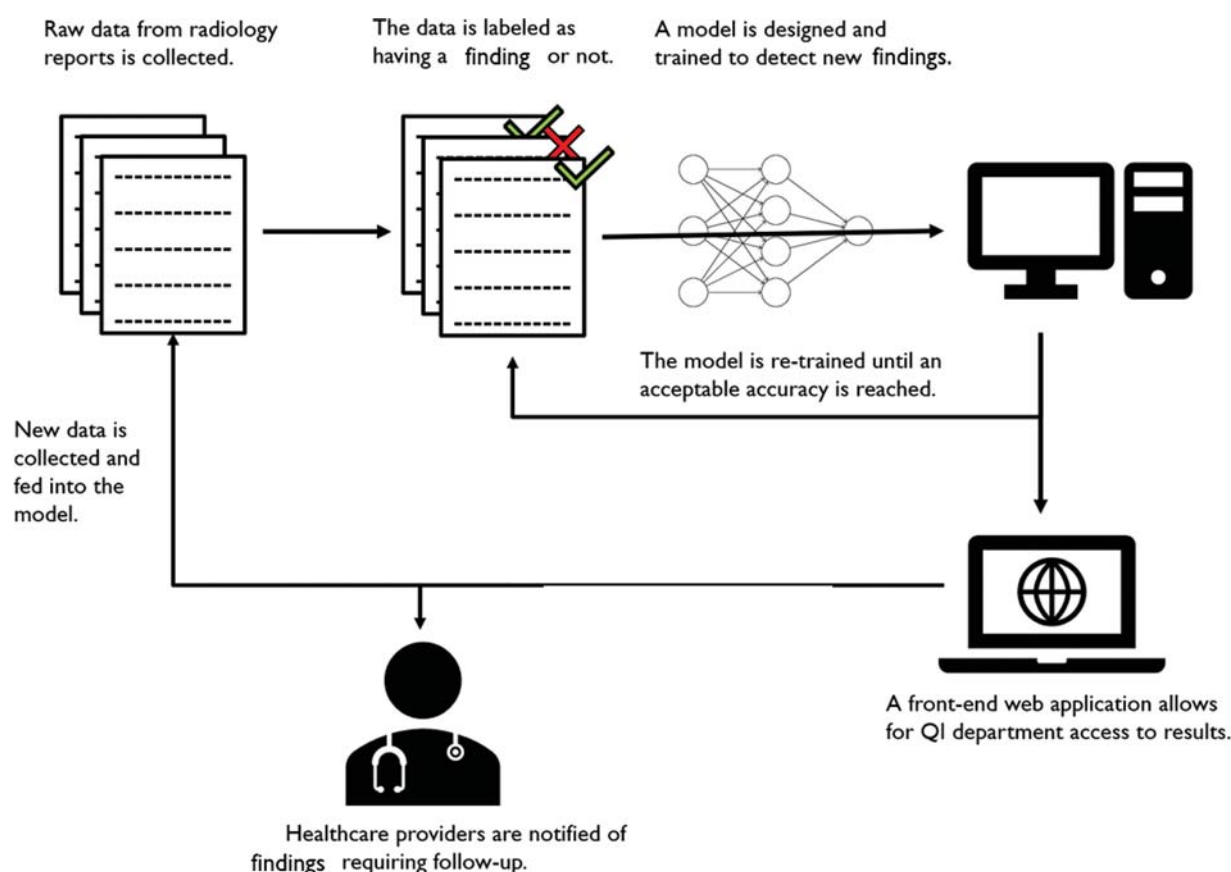 Raw data from radiology
reports is collected.
The data is labeled as
having a finding or not.
A model is designed and
trained to detect new findings.
The model is re-trained until an
acceptable accuracy is reached.
New data is
collected and
fed into the
model.
A front-end web application allows
for QI department access to results.
Healthcare providers are notified of
findings requiring follow-up.